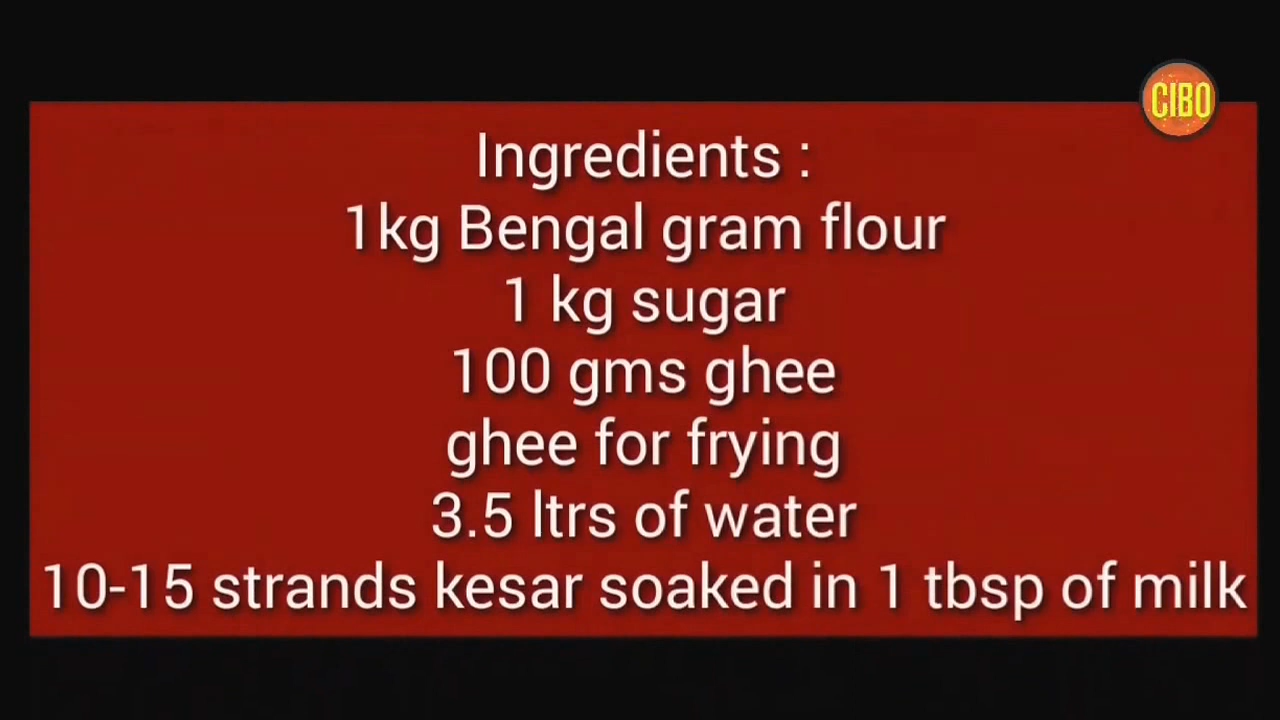 CIBO
Ingredients :
1kg Bengal gram flour
1 kg sugar
100 gms ghee
ghee for frying
3.5 ltrs of water
10-15 strands kesar soaked in 1 tbsp of milk